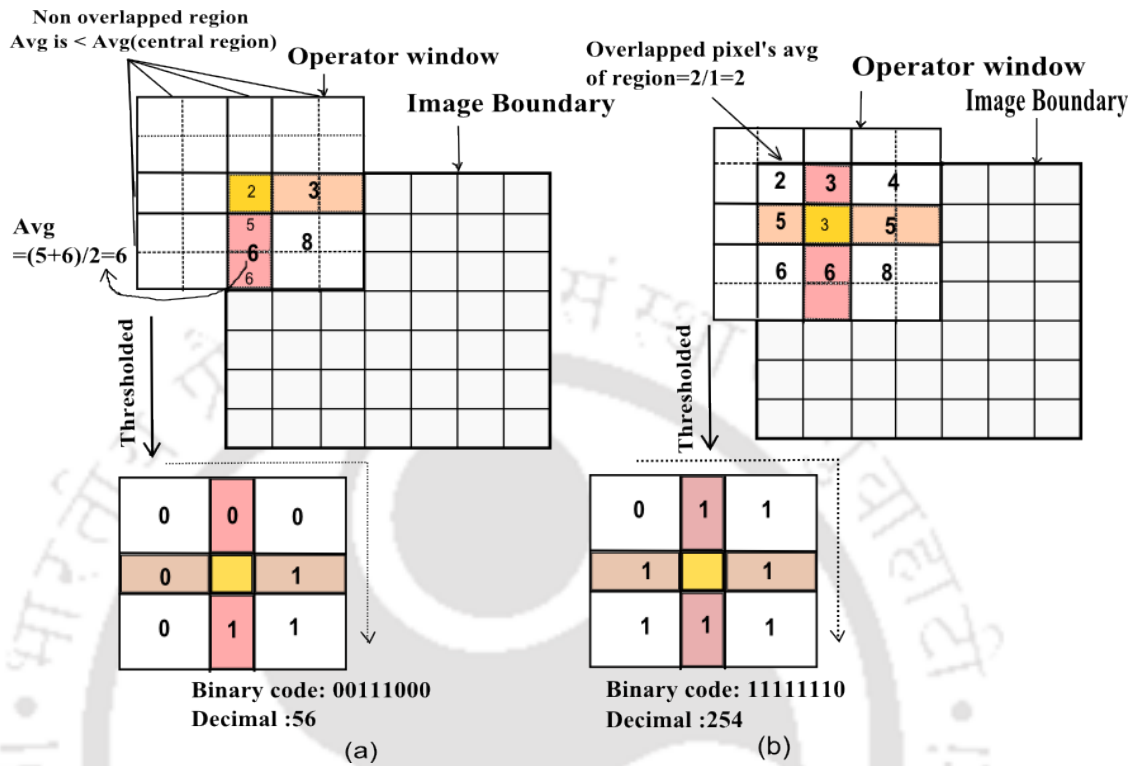 Non overlapped region
Avg is < Avg(central region)
Operator window
Image Boundary
2 3
5
6 8
6
Avg
=(5+6)/2=6
Thresholded
0 0 0
0 1
0 1 1
Binary code: 00111000
Decimal :56
(a)
Overlapped pixel's avg
of region=2/1=2
Operator window
Image Boundary
2 3 4
5 3 5
6 6 8
Thresholded
0 1 1
1 1
1 1 1
Binary code: 11111110
Decimal :254
(b)